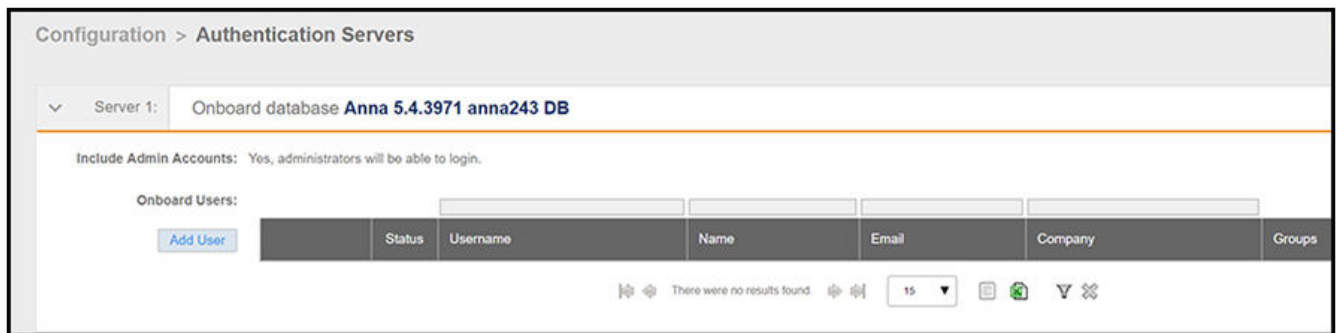 Configuration > Authentication Servers
Server 1: Onboard database Anna 5.4.3971 anna243 DB
Include Admin Accounts: Yes, administrators will be able to login.
Onboard Users:
Add User Status Username Name Email Company Groups
There were no results found. 15